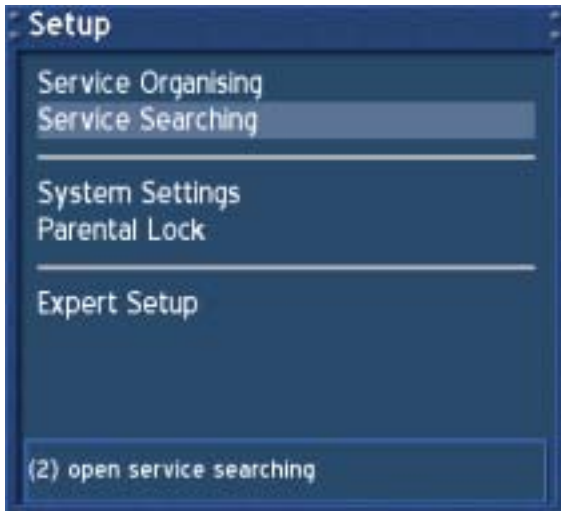 Setup
Service Organising
Service Searching
System Settings
Parental Lock
Expert Setup
(2) open service searching